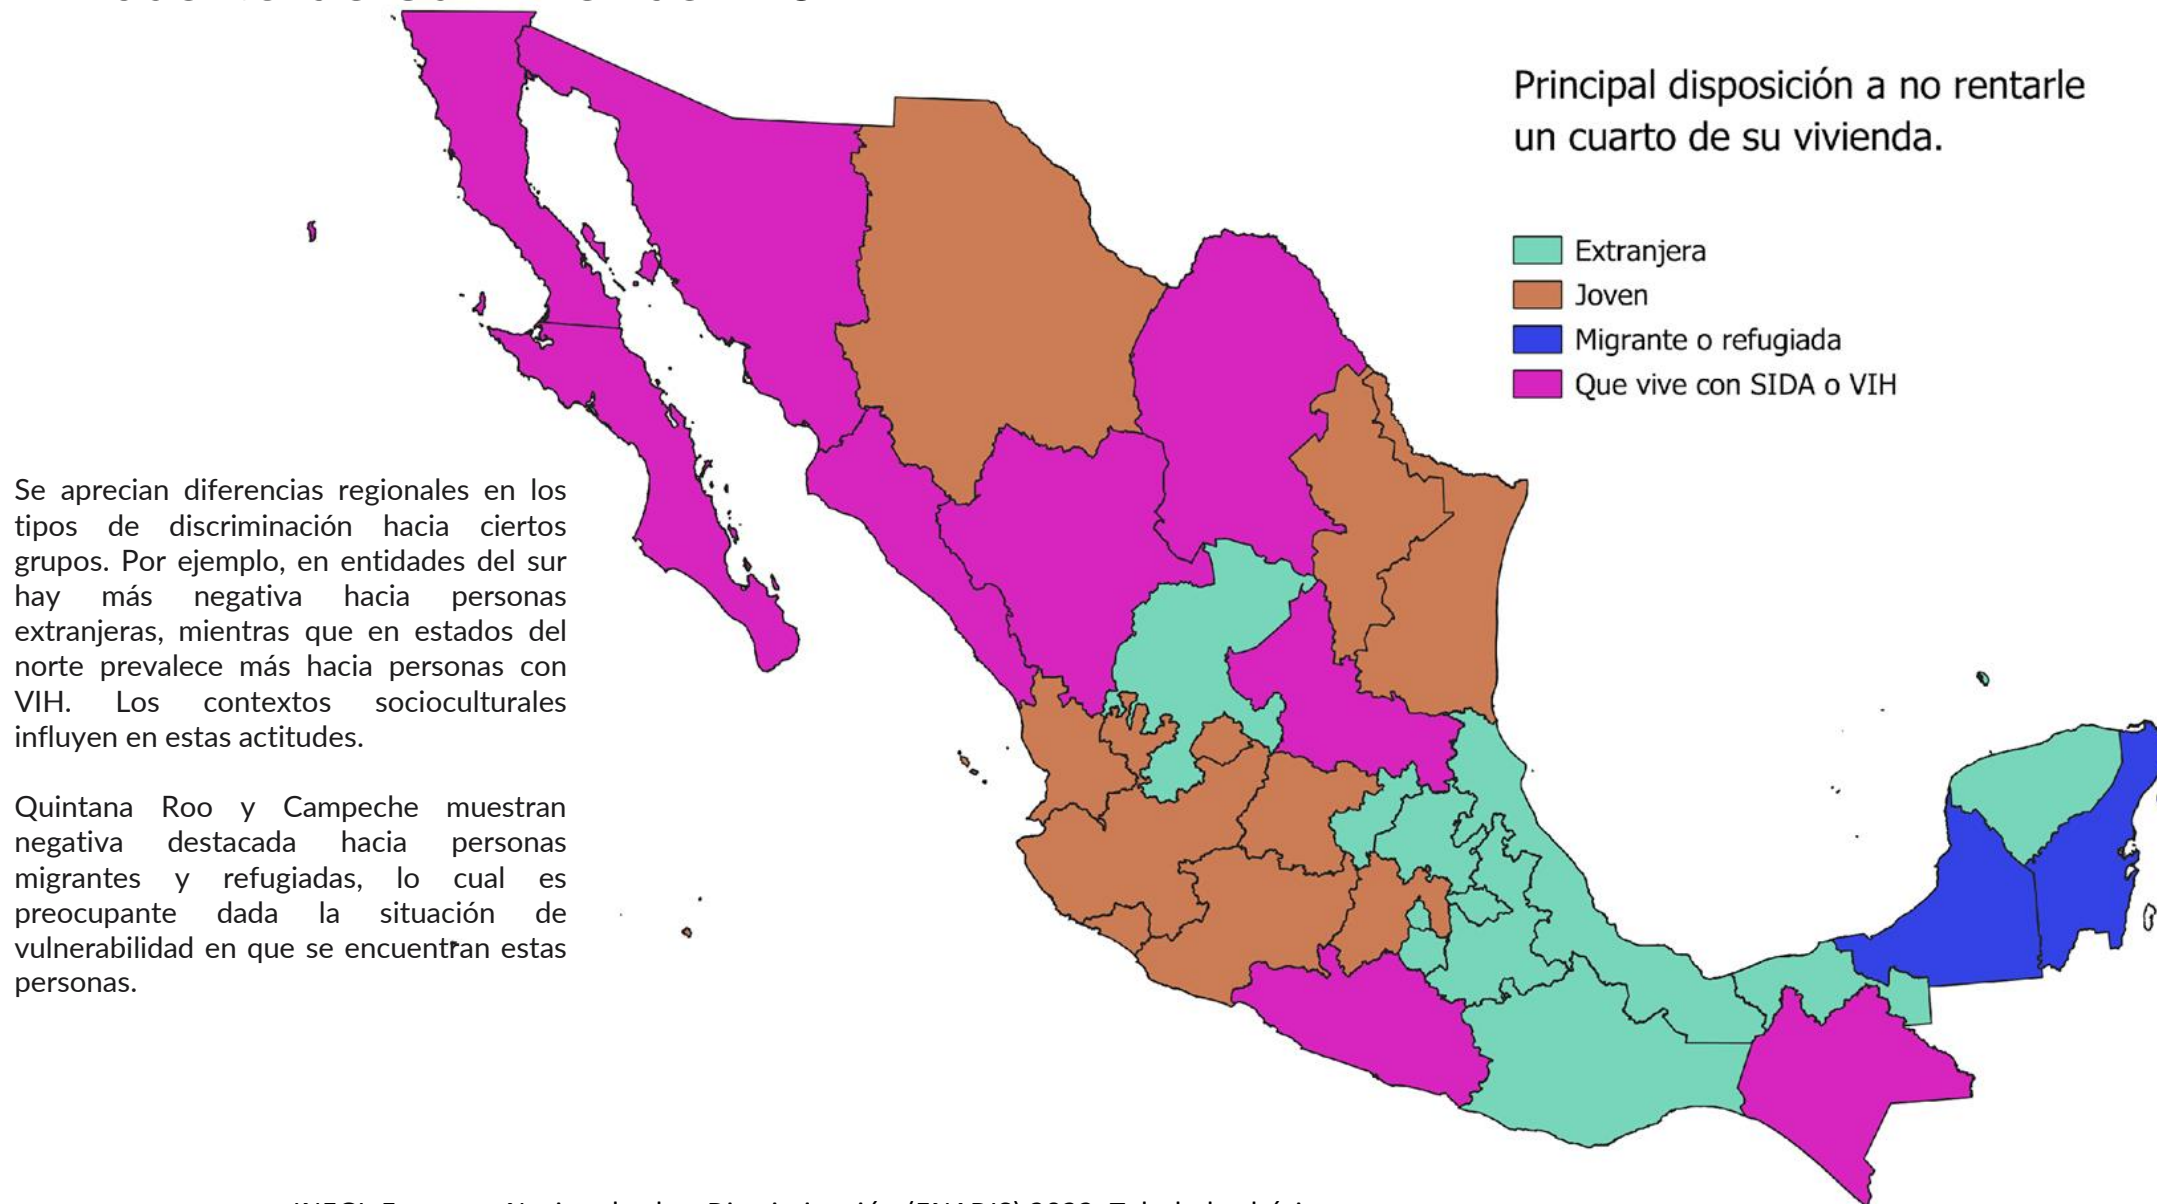 Principal disposición a no rentarle
un cuarto de su vivienda.
Extranjera
Joven
Migrante o refugiada
Que vive con SIDA o VIH
Se aprecian diferencias regionales en los
tipos de discriminación hacia ciertos
grupos. Por ejemplo, en entidades del sur
hay más negativa hacia personas
extranjeras, mientras que en estados del
norte prevalece más hacia personas con
VIH. Los contextos socioculturales
influyen en estas actitudes.
Quintana Roo y Campeche muestran
negativa destacada hacia personas
migrantes y refugiadas, lo cual es
preocupante dada la situación de
vulnerabilidad en que se encuentran estas
personas.